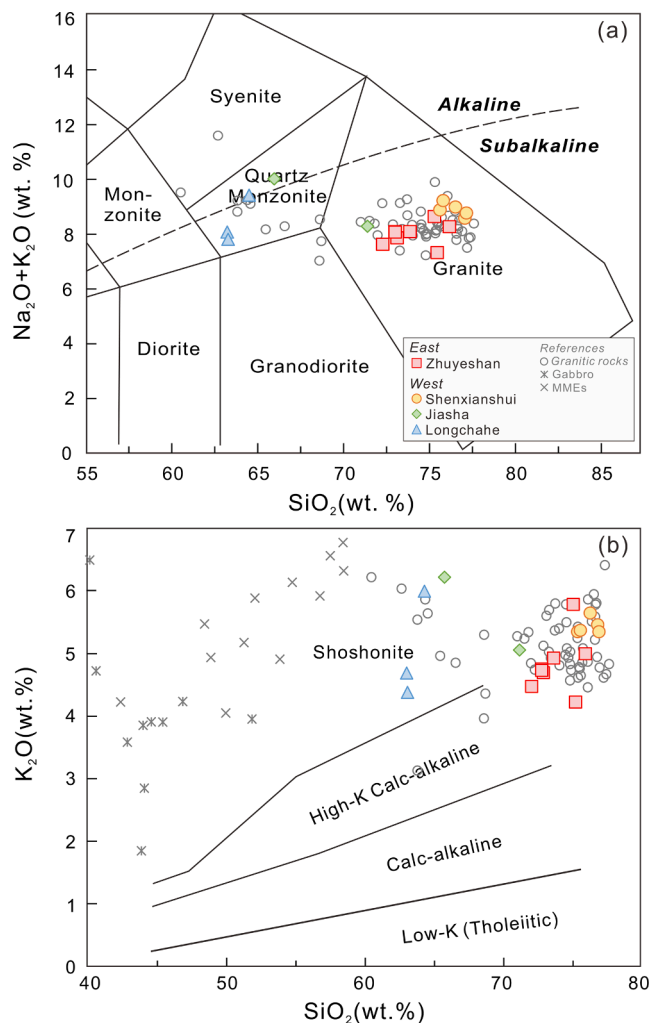 (a)
16
14
12
10
8
6
4
2
0
Na₂O+K₂O (wt. %)
Alkaline
Subalkaline
Syenite
Quartz
Monzonite
Mon-
zonite
Granite
Diorite
Granodiorite
East
Zhuyeshan
West
Shenxianshui
Jiasha
Longchahe
References
Granitic rocks
Gabbro
MMEs
55 60 65 70 75 80 85
SiO₂(wt. %)
(b)
7
6
5
4
3
2
1
0
K₂O(wt.%)
Shoshonite
High-K Calc-alkaline
Calc-alkaline
Low-K (Tholeiitic)
40 50 60 70 80
SiO₂(wt.%)